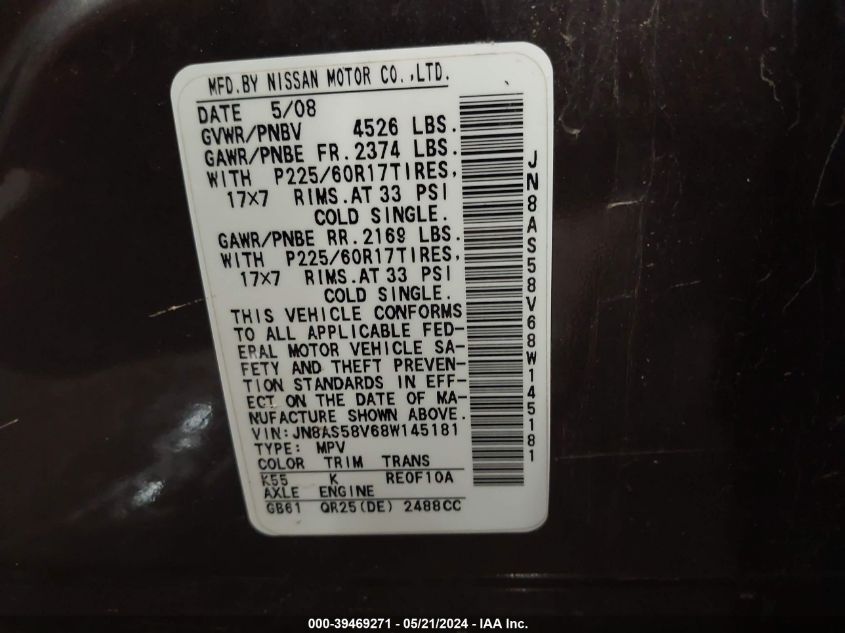 MFD.BY NISSAN MOTOR CO.,LTD.
DATE 5/08
GVWR/PNBV 4526 LBS.
GAWR/PNBE FR.2374 LBS.
WITH P225/60R17TIRES,
17X7 RIMS.AT 33 PSI
COLD SINGLE.
GAWR/PNBE RR.2169 LBS.
WITH P225/60R17TIRES,
17X7 RIMS.AT 33 PSI
COLD SINGLE.
THIS VEHICLE CONFORMS
TO ALL APPLICABLE FED-
ERAL MOTOR VEHICLE SA-
FETY AND THEFT PREVEN-
TION STANDARDS IN EFF-
ECT ON THE DATE OF MA-
NUFACTURE SHOWN ABOVE.
VIN:JN8AS58V68W145181
TYPE: MPV
COLOR TRIM TRANS
K55 K RE0F10A
AXLE ENGINE
GB61 QR25(DE) 2488CC
JN8AS58V68W145181
000-39469271 - 05/21/2024 - IAA Inc.